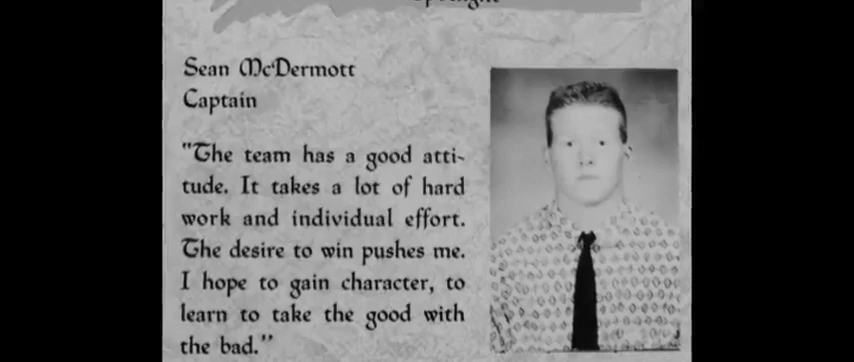 Spotlight
Sean McDermott
Captain
"The team has a good atti-
tude. It takes a lot of hard
work and individual effort.
The desire to win pushes me.
I hope to gain character, to
learn to take the good with
the bad."